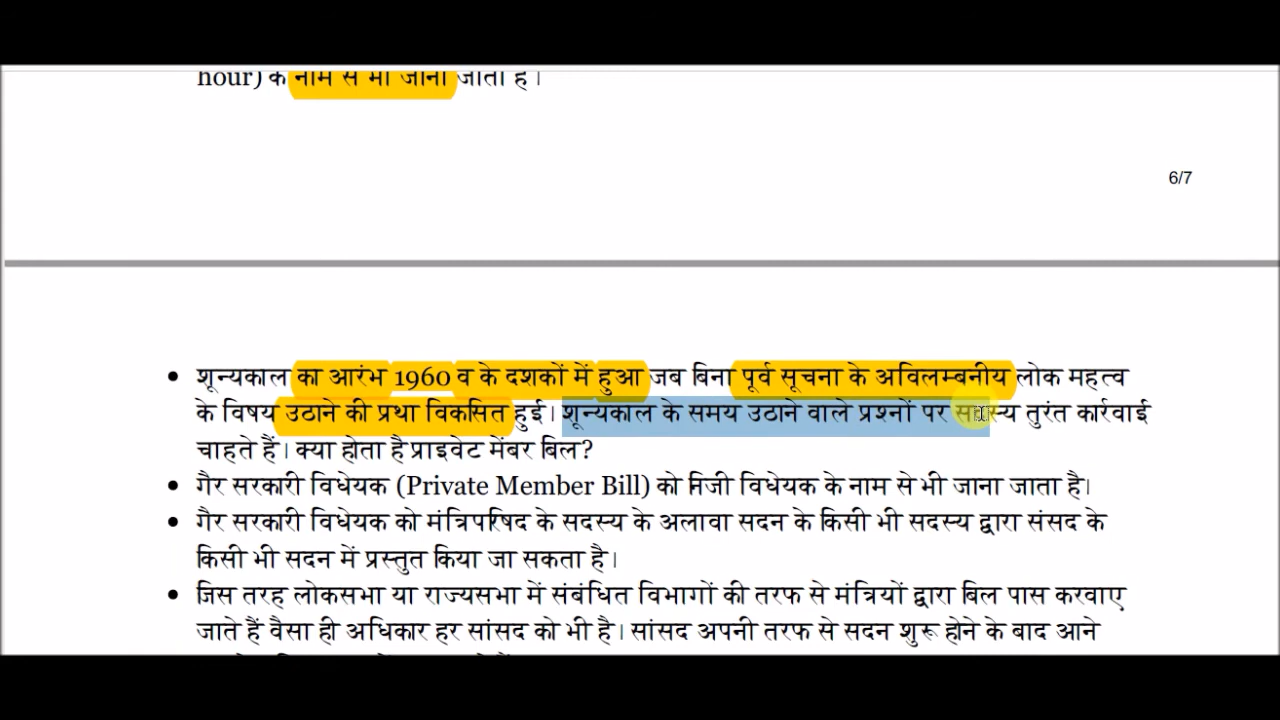 hour) के नाम से भी जाना जाता है।
6/7
• शून्यकाल का आरंभ 1960 व के दशकों में हुआ जब बिना पूर्व सूचना के अविलम्बनीय लोक महत्व
के विषय उठाने की प्रथा विकसित हुई। शून्यकाल के समय उठाने वाले प्रश्नों पर सदस्य तुरंत कार्रवाई
चाहते हैं। क्या होता है प्राइवेट मेंबर बिल?
• गैर सरकारी विधेयक (Private Member Bill) को निजी विधेयक के नाम से भी जाना जाता है।
• गैर सरकारी विधेयक को मंत्रिपरिषद के सदस्य के अलावा सदन के किसी भी सदस्य द्वारा संसद के
किसी भी सदन में प्रस्तुत किया जा सकता है।
• जिस तरह लोकसभा या राज्यसभा में संबंधित विभागों की तरफ से मंत्रियों द्वारा बिल पास करवाए
जाते हैं वैसा ही अधिकार हर सांसद को भी है। सांसद अपनी तरफ से सदन शुरू होने के बाद आने